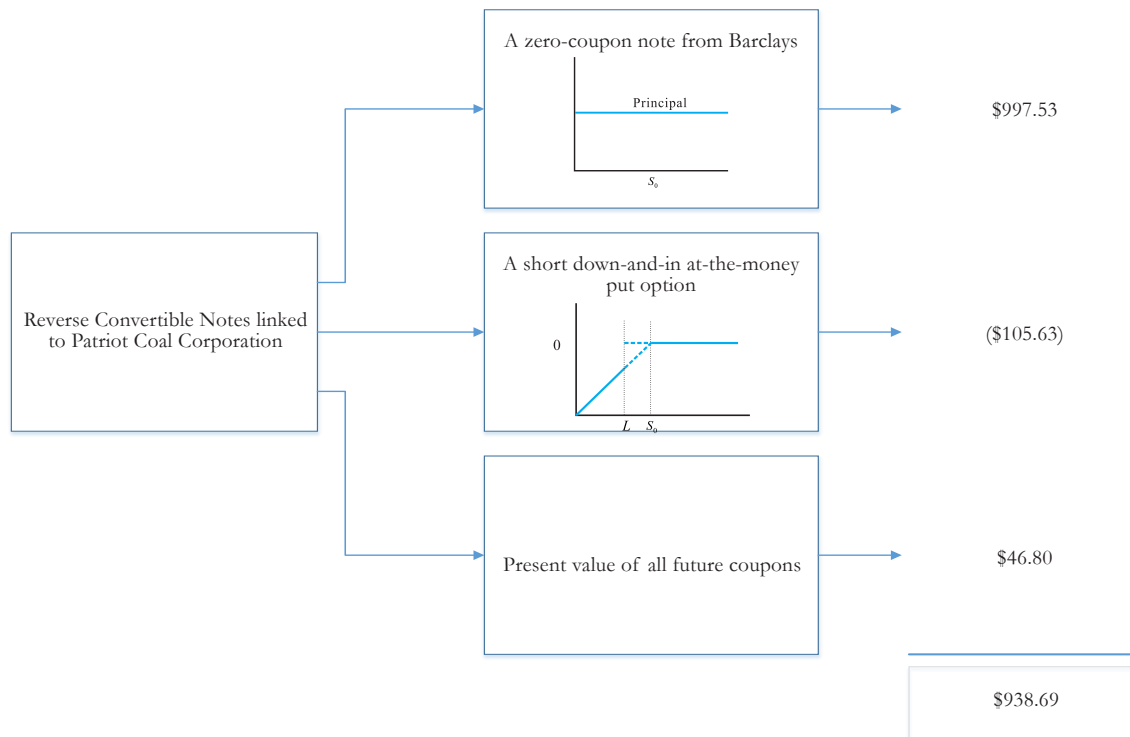 A zero-coupon note from Barclays
Principal
S₀
$997.53
Reverse Convertible Notes linked
to Patriot Coal Corporation
A short down-and-in at-the-money
put option
0
L S₀
($105.63)
Present value of all future coupons
$46.80
$938.69